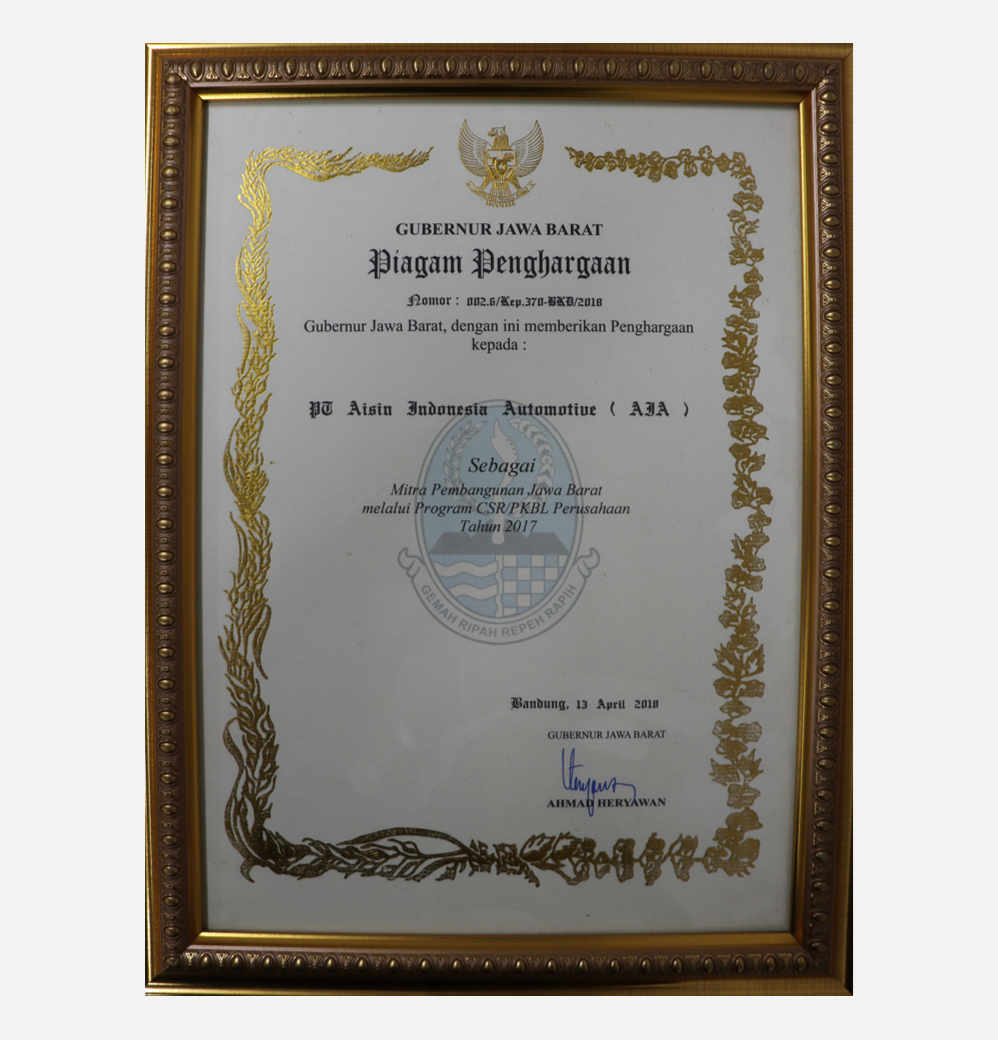 GUBERNUR JAWA BARAT
Piagam Penghargaan
Nomor : 002.6/Kep.370-BKD/2018
Gubernur Jawa Barat, dengan ini memberikan Penghargaan
kepada :
PT Aisin Indonesia Automotive ( AIA )
Sebagai
Mitra Pembangunan Jawa Barat
melalui Program CSR/PKBL Perusahaan
Tahun 2017
GEMAH RIPAH REPEH RAPIH
Bandung, 13 April 2018
GUBERNUR JAWA BARAT
AHMAD HERYAWAN